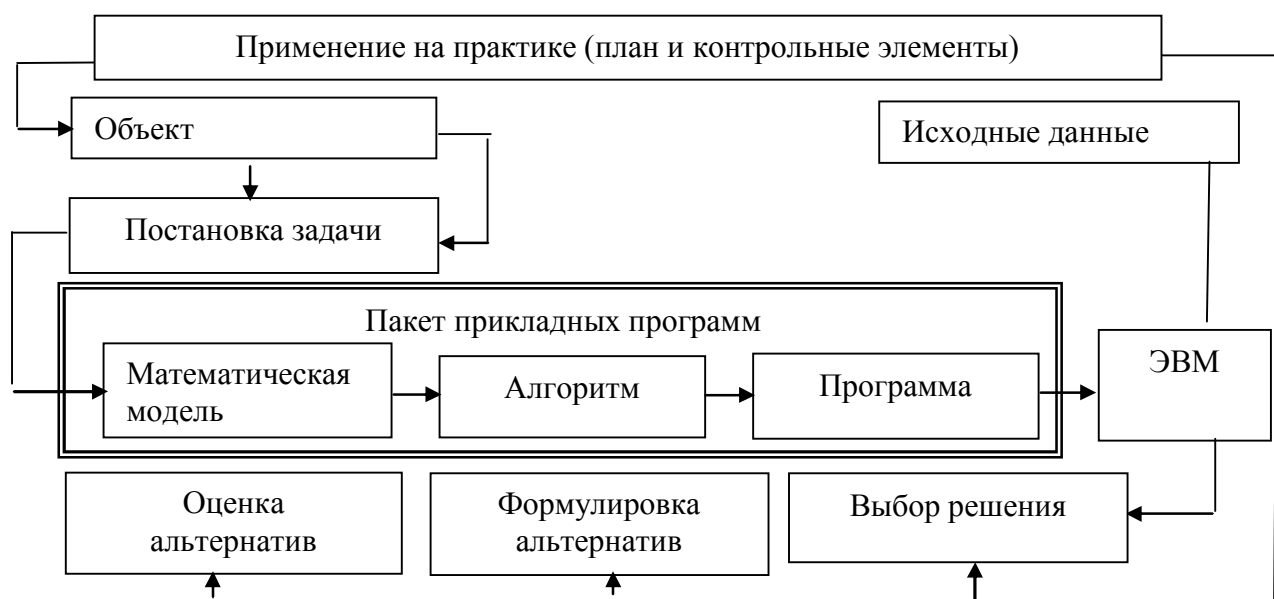 Применение на практике (план и контрольные элементы)
Объект
Исходные данные
Постановка задачи
Пакет прикладных программ
Математическая
модель
Алгоритм
Программа
ЭВМ
Оценка
альтернатив
Формулировка
альтернатив
Выбор решения